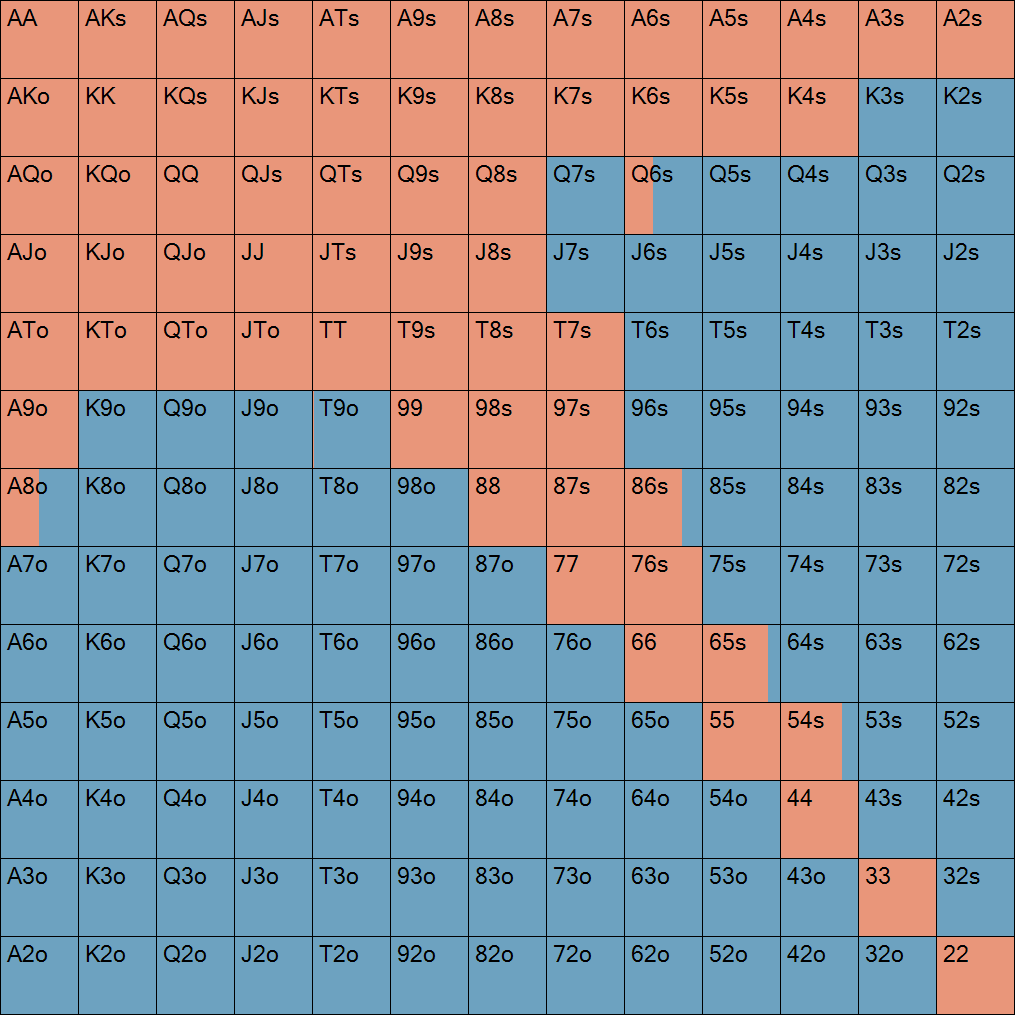 AA AKs AQs AJs ATs A9s A8s A7s A6s A5s A4s A3s A2s
AKo KK KQs KJs KTs K9s K8s K7s K6s K5s K4s K3s K2s
AQo KQo QQ QJs QTs Q9s Q8s Q7s Q6s Q5s Q4s Q3s Q2s
AJo KJo QJo JJ JTs J9s J8s J7s J6s J5s J4s J3s J2s
ATo KTo QTo JTo TT T9s T8s T7s T6s T5s T4s T3s T2s
A9o K9o Q9o J9o T9o 99 98s 97s 96s 95s 94s 93s 92s
A8o K8o Q8o J8o T8o 98o 88 87s 86s 85s 84s 83s 82s
A7o K7o Q7o J7o T7o 97o 87o 77 76s 75s 74s 73s 72s
A6o K6o Q6o J6o T6o 96o 86o 76o 66 65s 64s 63s 62s
A5o K5o Q5o J5o T5o 95o 85o 75o 65o 55 54s 53s 52s
A4o K4o Q4o J4o T4o 94o 84o 74o 64o 54o 44 43s 42s
A3o K3o Q3o J3o T3o 93o 83o 73o 63o 53o 43o 33 32s
A2o K2o Q2o J2o T2o 92o 82o 72o 62o 52o 42o 32o 22